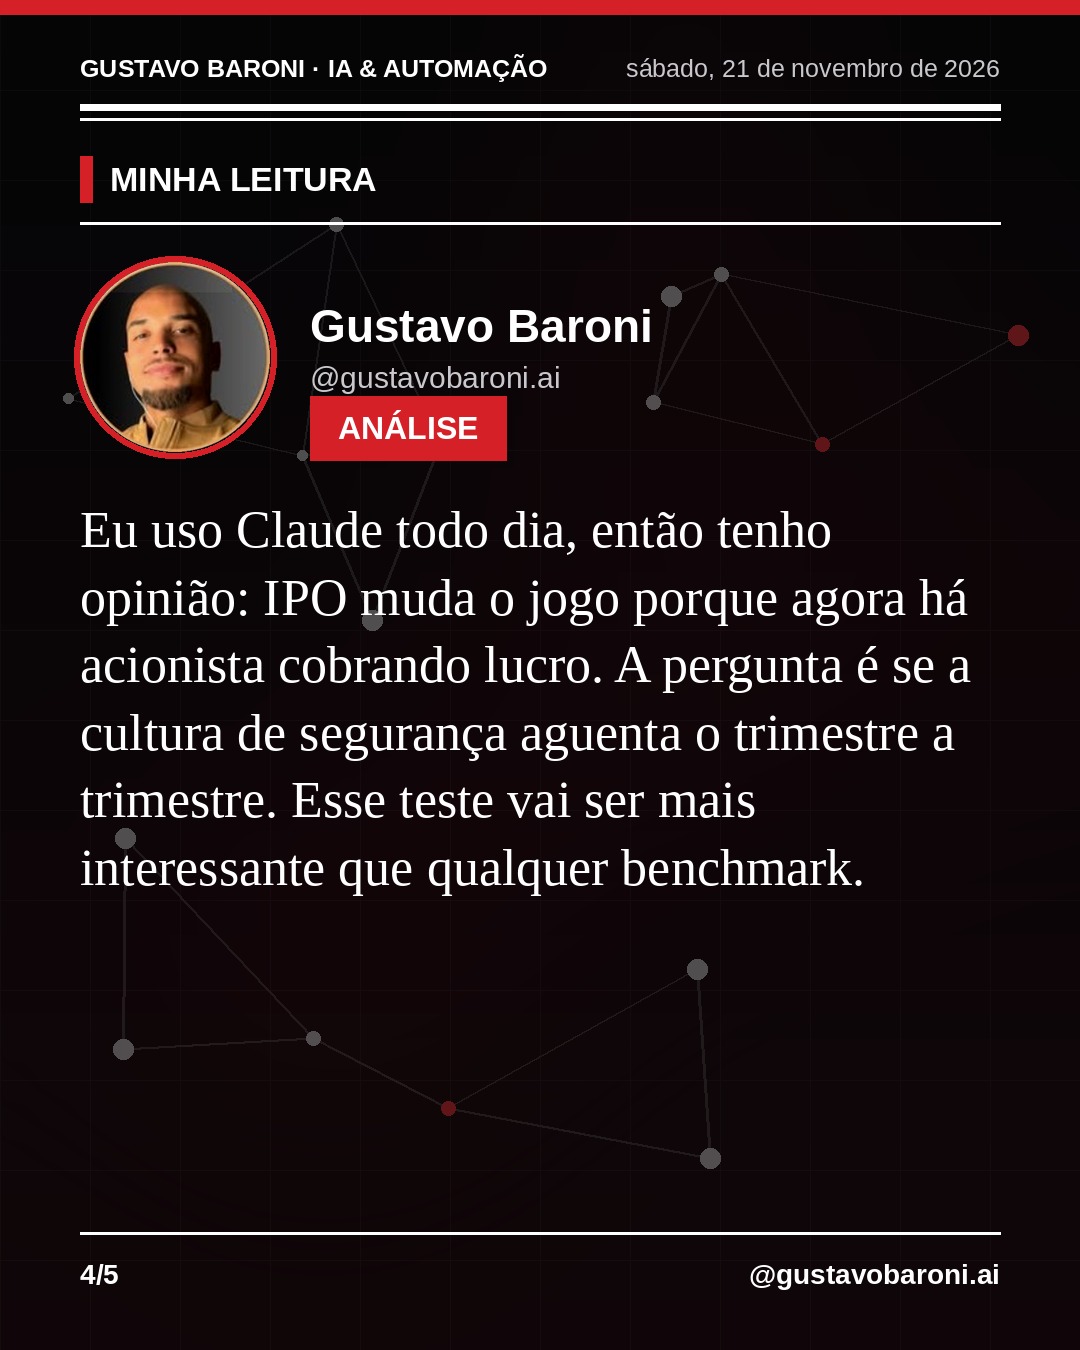 GUSTAVO BARONI · IA & AUTOMAÇÃO
sábado, 21 de novembro de 2026
MINHA LEITURA
Gustavo Baroni
@gustavobaroni.ai
ANÁLISE
Eu uso Claude todo dia, então tenho
opinião: IPO muda o jogo porque agora há
acionista cobrando lucro. A pergunta é se a
cultura de segurança aguenta o trimestre a
trimestre. Esse teste vai ser mais
interessante que qualquer benchmark.
4/5
@gustavobaroni.ai